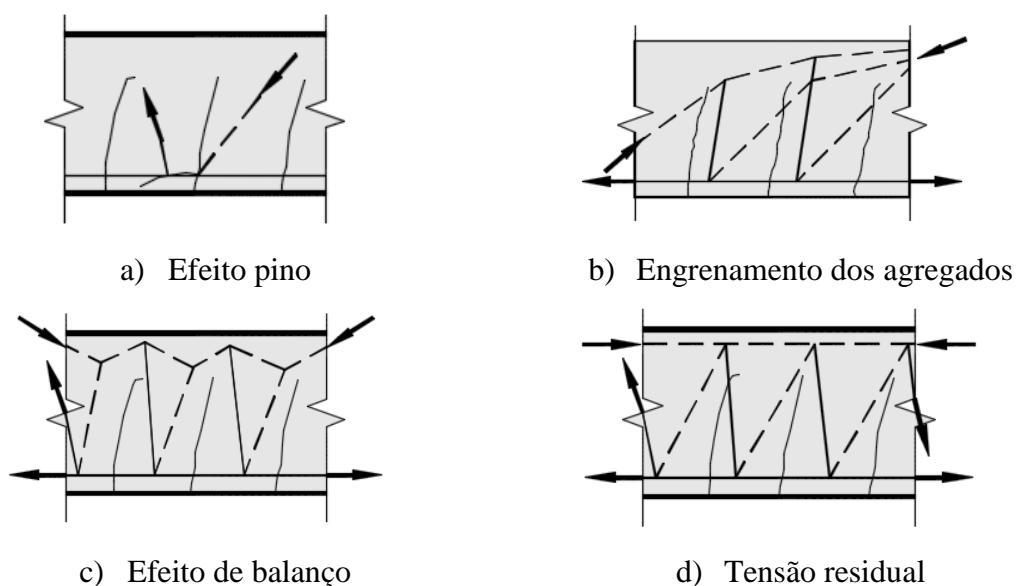 a) Efeito pino
b) Engrenamento dos agregados
c) Efeito de balanço
d) Tensão residual